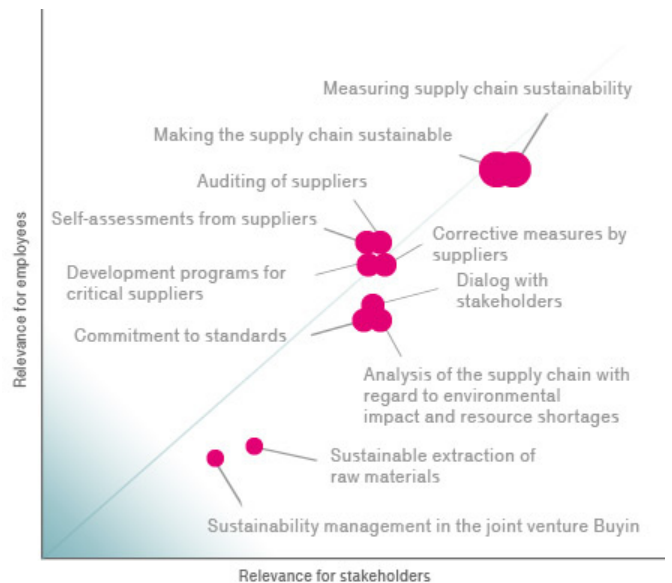 Measuring supply chain sustainability
Making the supply chain sustainable
Auditing of suppliers
Self-assessments from suppliers
Corrective measures by
suppliers
Development programs for
critical suppliers
Dialog with
stakeholders
Commitment to standards
Analysis of the supply chain with
regard to environmental
impact and resource shortages
Sustainable extraction of
raw materials
Sustainability management in the joint venture Buyin
Relevance for employees
Relevance for stakeholders